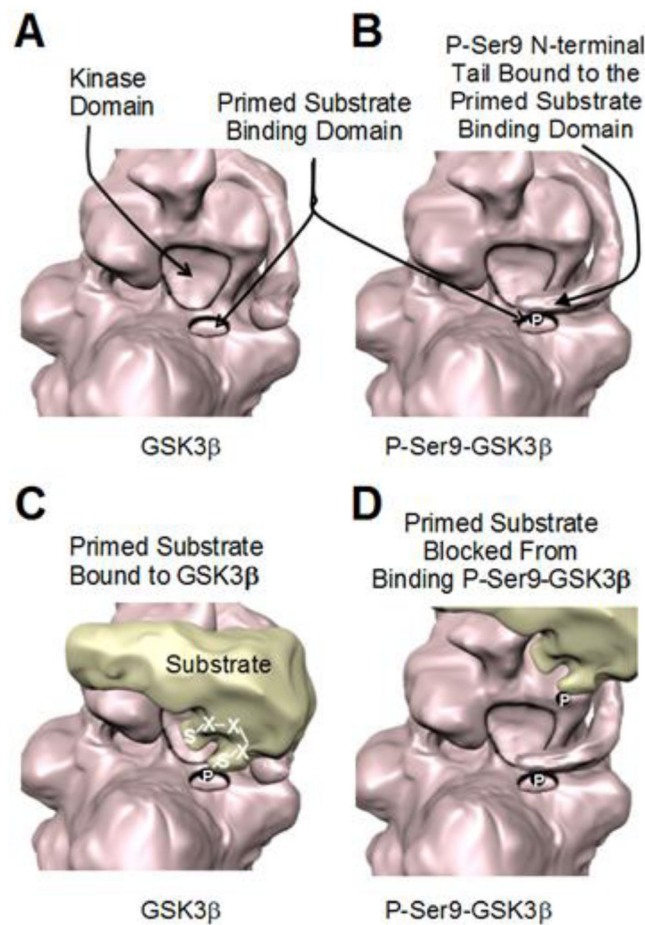 A
B
Kinase
Domain
Primed Substrate
Binding Domain
P-Ser9 N-terminal
Tail Bound to the
Primed Substrate
Binding Domain
P
GSK3β
P-Ser9-GSK3β
C
D
Primed Substrate
Bound to GSK3β
Primed Substrate
Blocked From
Binding P-Ser9-GSK3β
Substrate
S-X-X
P-S-X
P
P
GSK3β
P-Ser9-GSK3β